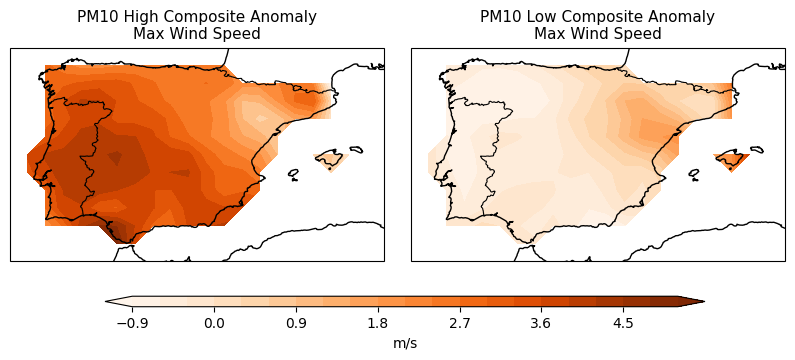 PM10 High Composite Anomaly
Max Wind Speed
PM10 Low Composite Anomaly
Max Wind Speed
−0.9 0.0 0.9 1.8 2.7 3.6 4.5
m/s